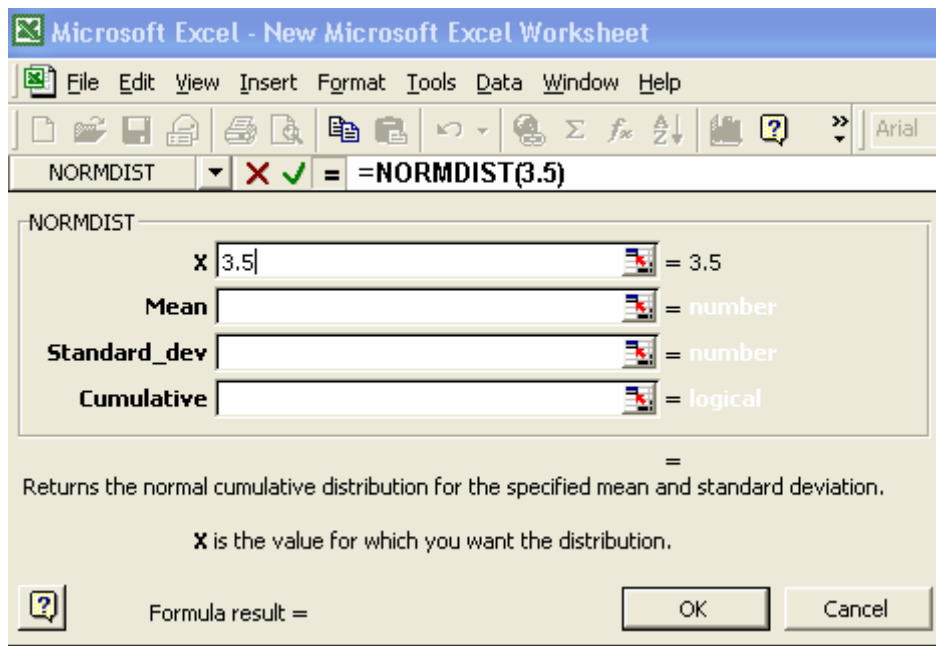 Microsoft Excel - New Microsoft Excel Worksheet
File Edit View Insert Format Tools Data Window Help
Arial
NORMDIST = =NORMDIST(3.5)
NORMDIST
X 3.5 = 3.5
Mean = number
Standard_dev = number
Cumulative = logical
=
Returns the normal cumulative distribution for the specified mean and standard deviation.
X is the value for which you want the distribution.
Formula result = OK Cancel